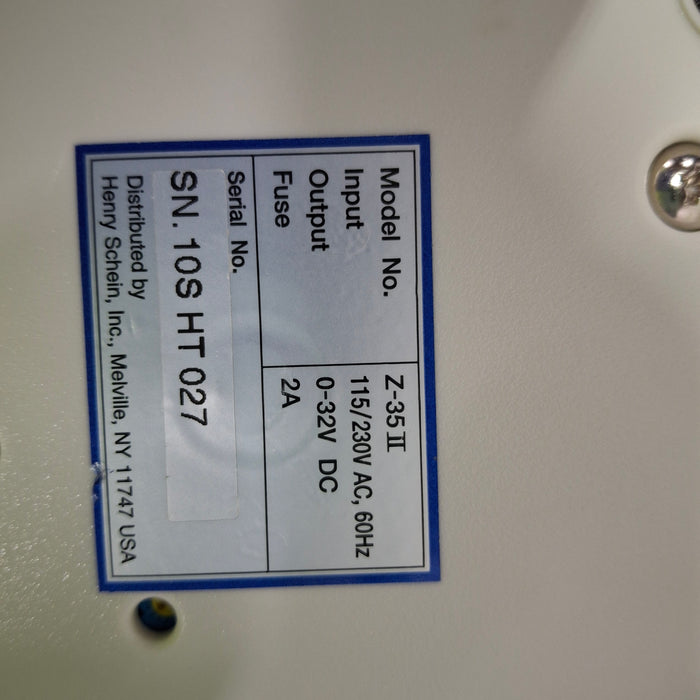 Model No. Z-35 II
Input 115/230V AC, 60Hz
Output 0-32V DC
Fuse 2A
Serial No.
SN. 10S HT 027
Distributed by
Henry Schein, Inc., Melville, NY 11747 USA